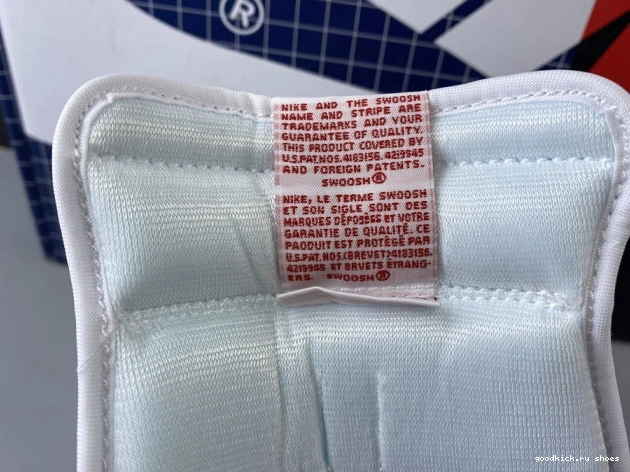 ®
NIKE AND THE SWOOSH
NAME AND STRIPE ARE
TRADEMARKS AND YOUR
GUARANTEE OF QUALITY.
THIS PRODUCT COVERED BY
U.S.PAT.NOS. 4183156. 4219945
AND FOREIGN PATENTS.
SWOOSH®
NIKE, LE TERME SWOOSH
ET SON SIGLE SONT DES
MARQUES DÉPOSÉES ET VOTRE
GARANTIE DE QUALITÉ. CE
PAODUIT EST PROTÉGÉ PAR
U.S.PAT.NOS.(BREVET)4183156.
4219945 ET BRVETS ÉTRANG-
ERS. SWOOSH®
goodkick.ru shoes